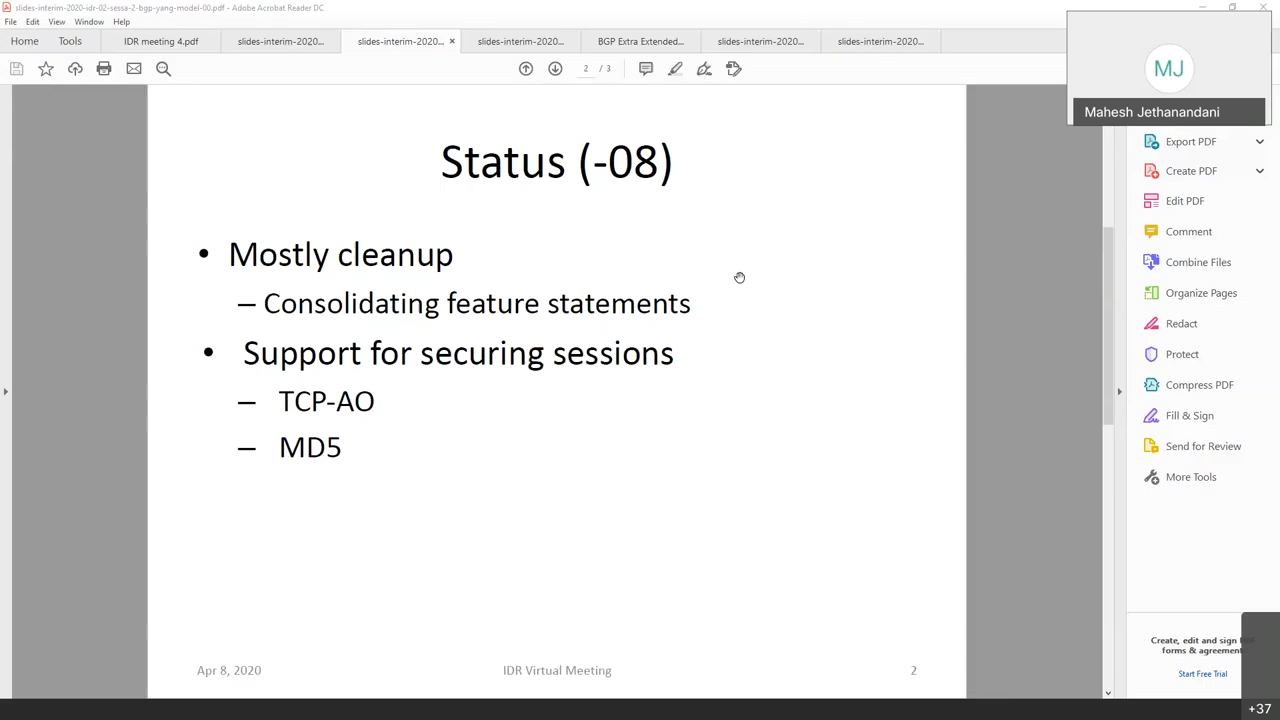 slides-interim-2020-idr-02-sessa-2-bgp-yang-model-00.pdf - Adobe Acrobat Reader DC
File Edit View Window Help
Home Tools IDR meeting 4.pdf slides-interim-2020... slides-interim-2020... × slides-interim-2020... BGP Extra Extended... slides-interim-2020... slides-interim-2020...
2 / 3
MJ
Mahesh Jethanandani
Status (-08)
• Mostly cleanup
– Consolidating feature statements
• Support for securing sessions
– TCP-AO
– MD5
Apr 8, 2020 IDR Virtual Meeting 2
Export PDF
Create PDF
Edit PDF
Comment
Combine Files
Organize Pages
Redact
Protect
Compress PDF
Fill & Sign
Send for Review
More Tools
Create, edit and sign
forms & agreement
Start Free Trial
+37